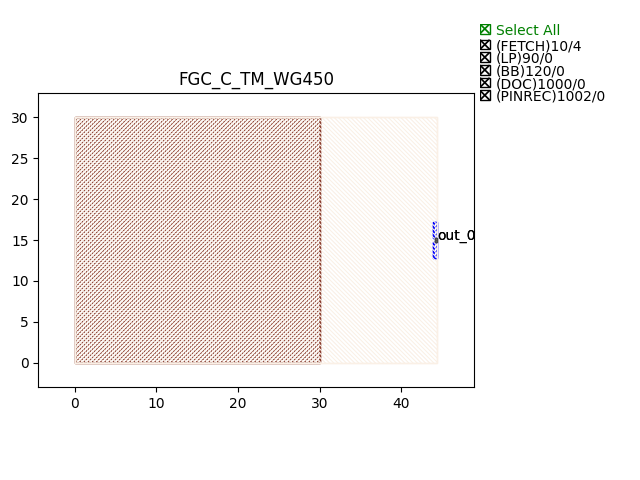 Select All
(FETCH)10/4
(LP)90/0
(BB)120/0
(DOC)1000/0
(PINREC)1002/0
FGC_C_TM_WG450
30
25
20
15
10
5
0
out_0
0 10 20 30 40